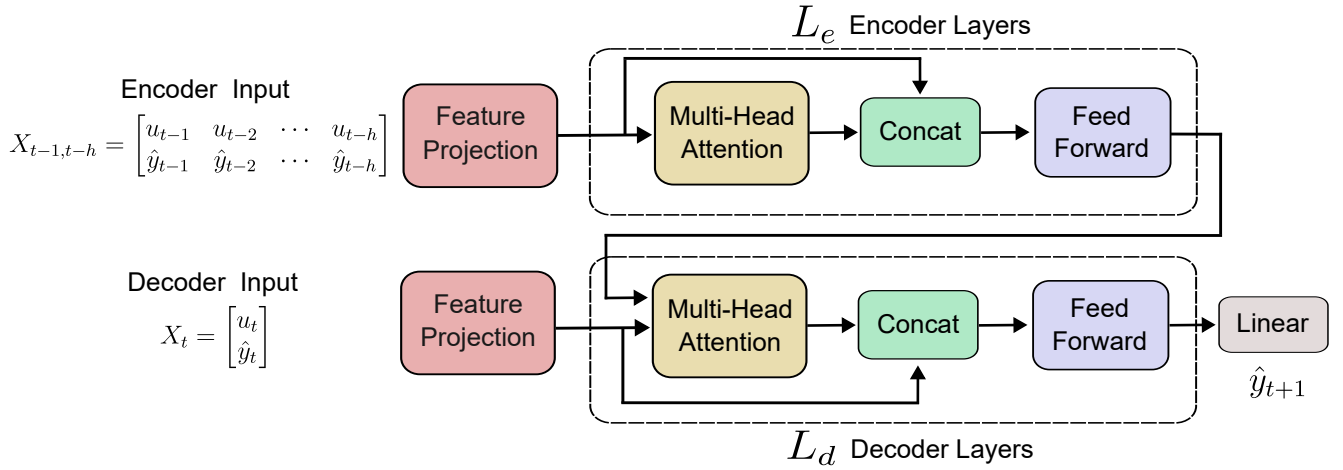 L_e Encoder Layers
Encoder Input
X_{t-1,t-h} = [u_{t-1} u_{t-2} ⋯ u_{t-h}
ŷ_{t-1} ŷ_{t-2} ⋯ ŷ_{t-h}]
Feature
Projection
Multi-Head
Attention
Concat
Feed
Forward
Decoder Input
X_t = [u_t
ŷ_t]
Feature
Projection
Multi-Head
Attention
Concat
Feed
Forward
Linear
ŷ_{t+1}
L_d Decoder Layers